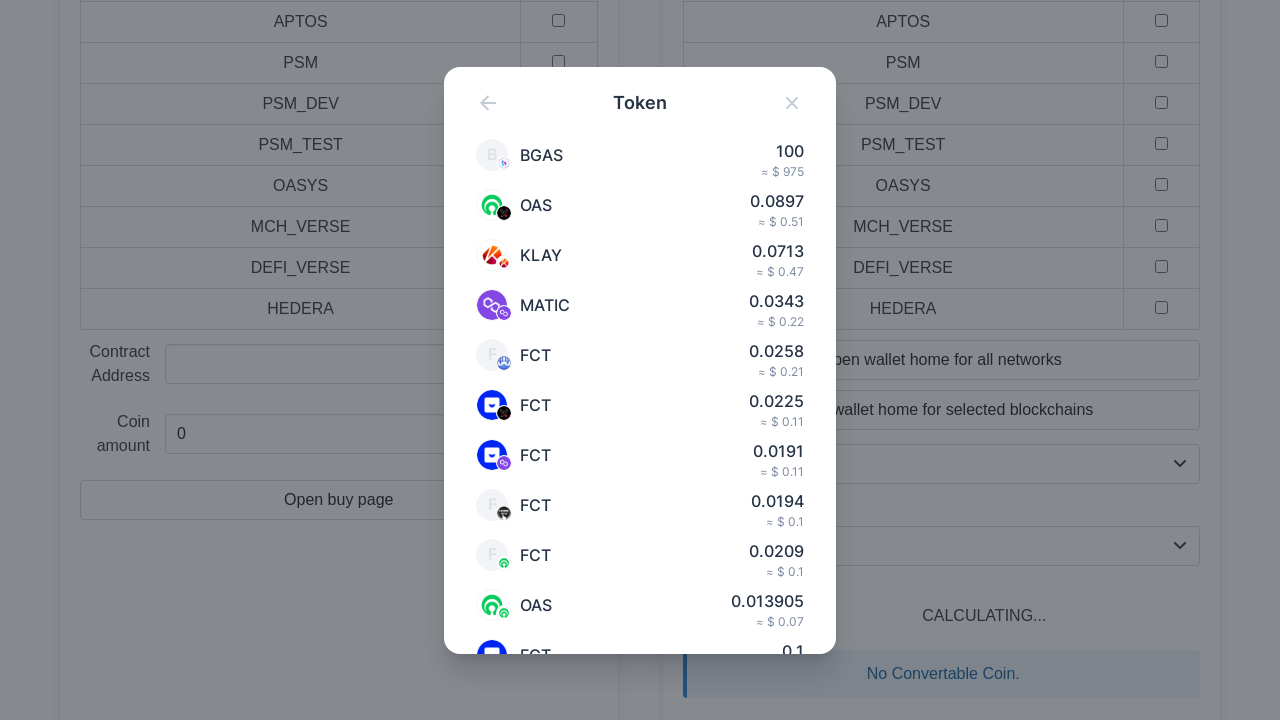 APTOS
APTOS
PSM
PSM
PSM_DEV
PSM_DEV
PSM_TEST
PSM_TEST
OASYS
OASYS
MCH_VERSE
MCH_VERSE
DEFI_VERSE
DEFI_VERSE
HEDERA
HEDERA
Contract
Address
Coin
amount
0
Open buy page
Token
B
BGAS
100
≈ $ 975
OAS
0.0897
≈ $ 0.51
KLAY
0.0713
≈ $ 0.47
MATIC
0.0343
≈ $ 0.22
F
FCT
0.0258
≈ $ 0.21
FCT
0.0225
≈ $ 0.11
FCT
0.0191
≈ $ 0.11
F
FCT
0.0194
≈ $ 0.1
F
FCT
0.0209
≈ $ 0.1
OAS
0.013905
≈ $ 0.07
FCT
0.1
wallet home for all networks
wallet home for selected blockchains
CALCULATING...
No Convertable Coin.